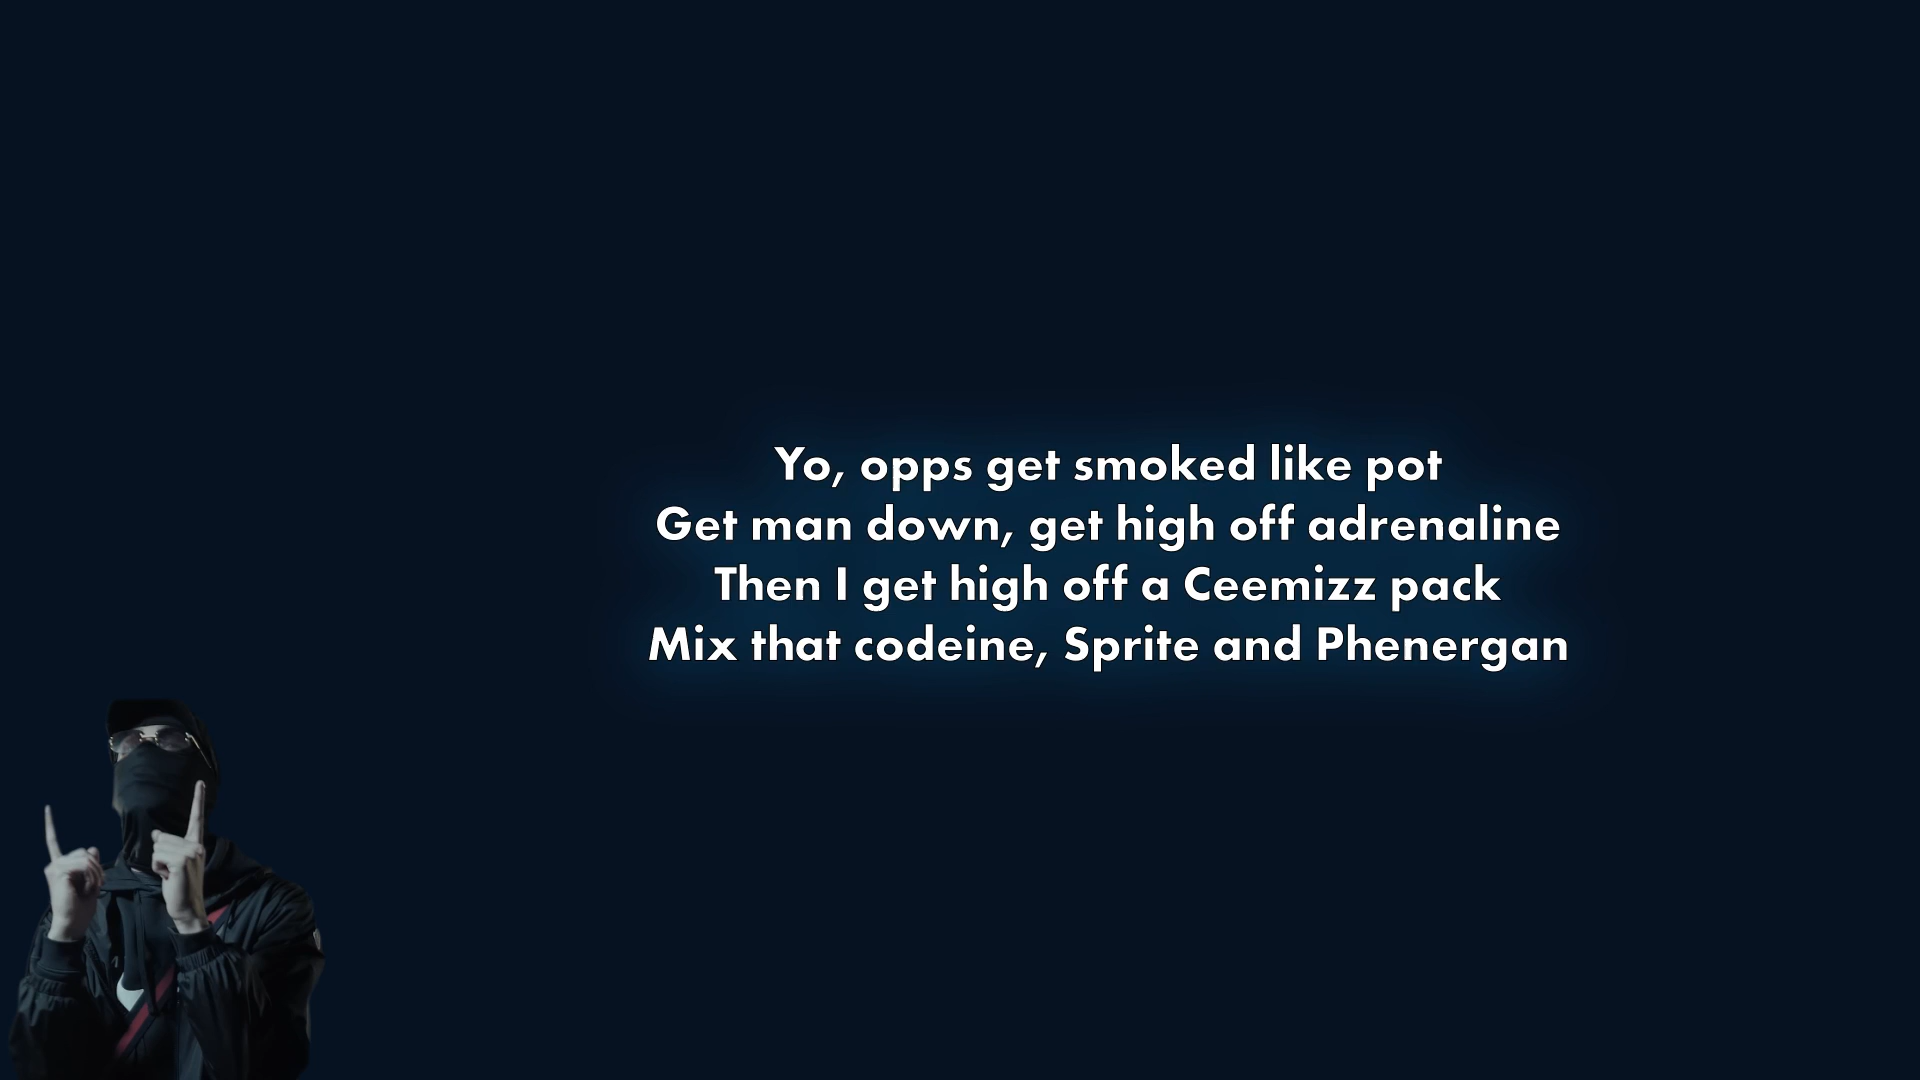 Yo, opps get smoked like pot
Get man down, get high off adrenaline
Then I get high off a Ceemizz pack
Mix that codeine, Sprite and Phenergan